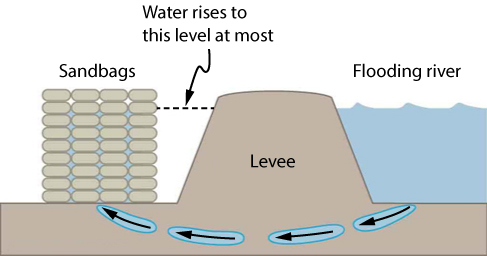 Water rises to
this level at most
Sandbags
Flooding river
Levee